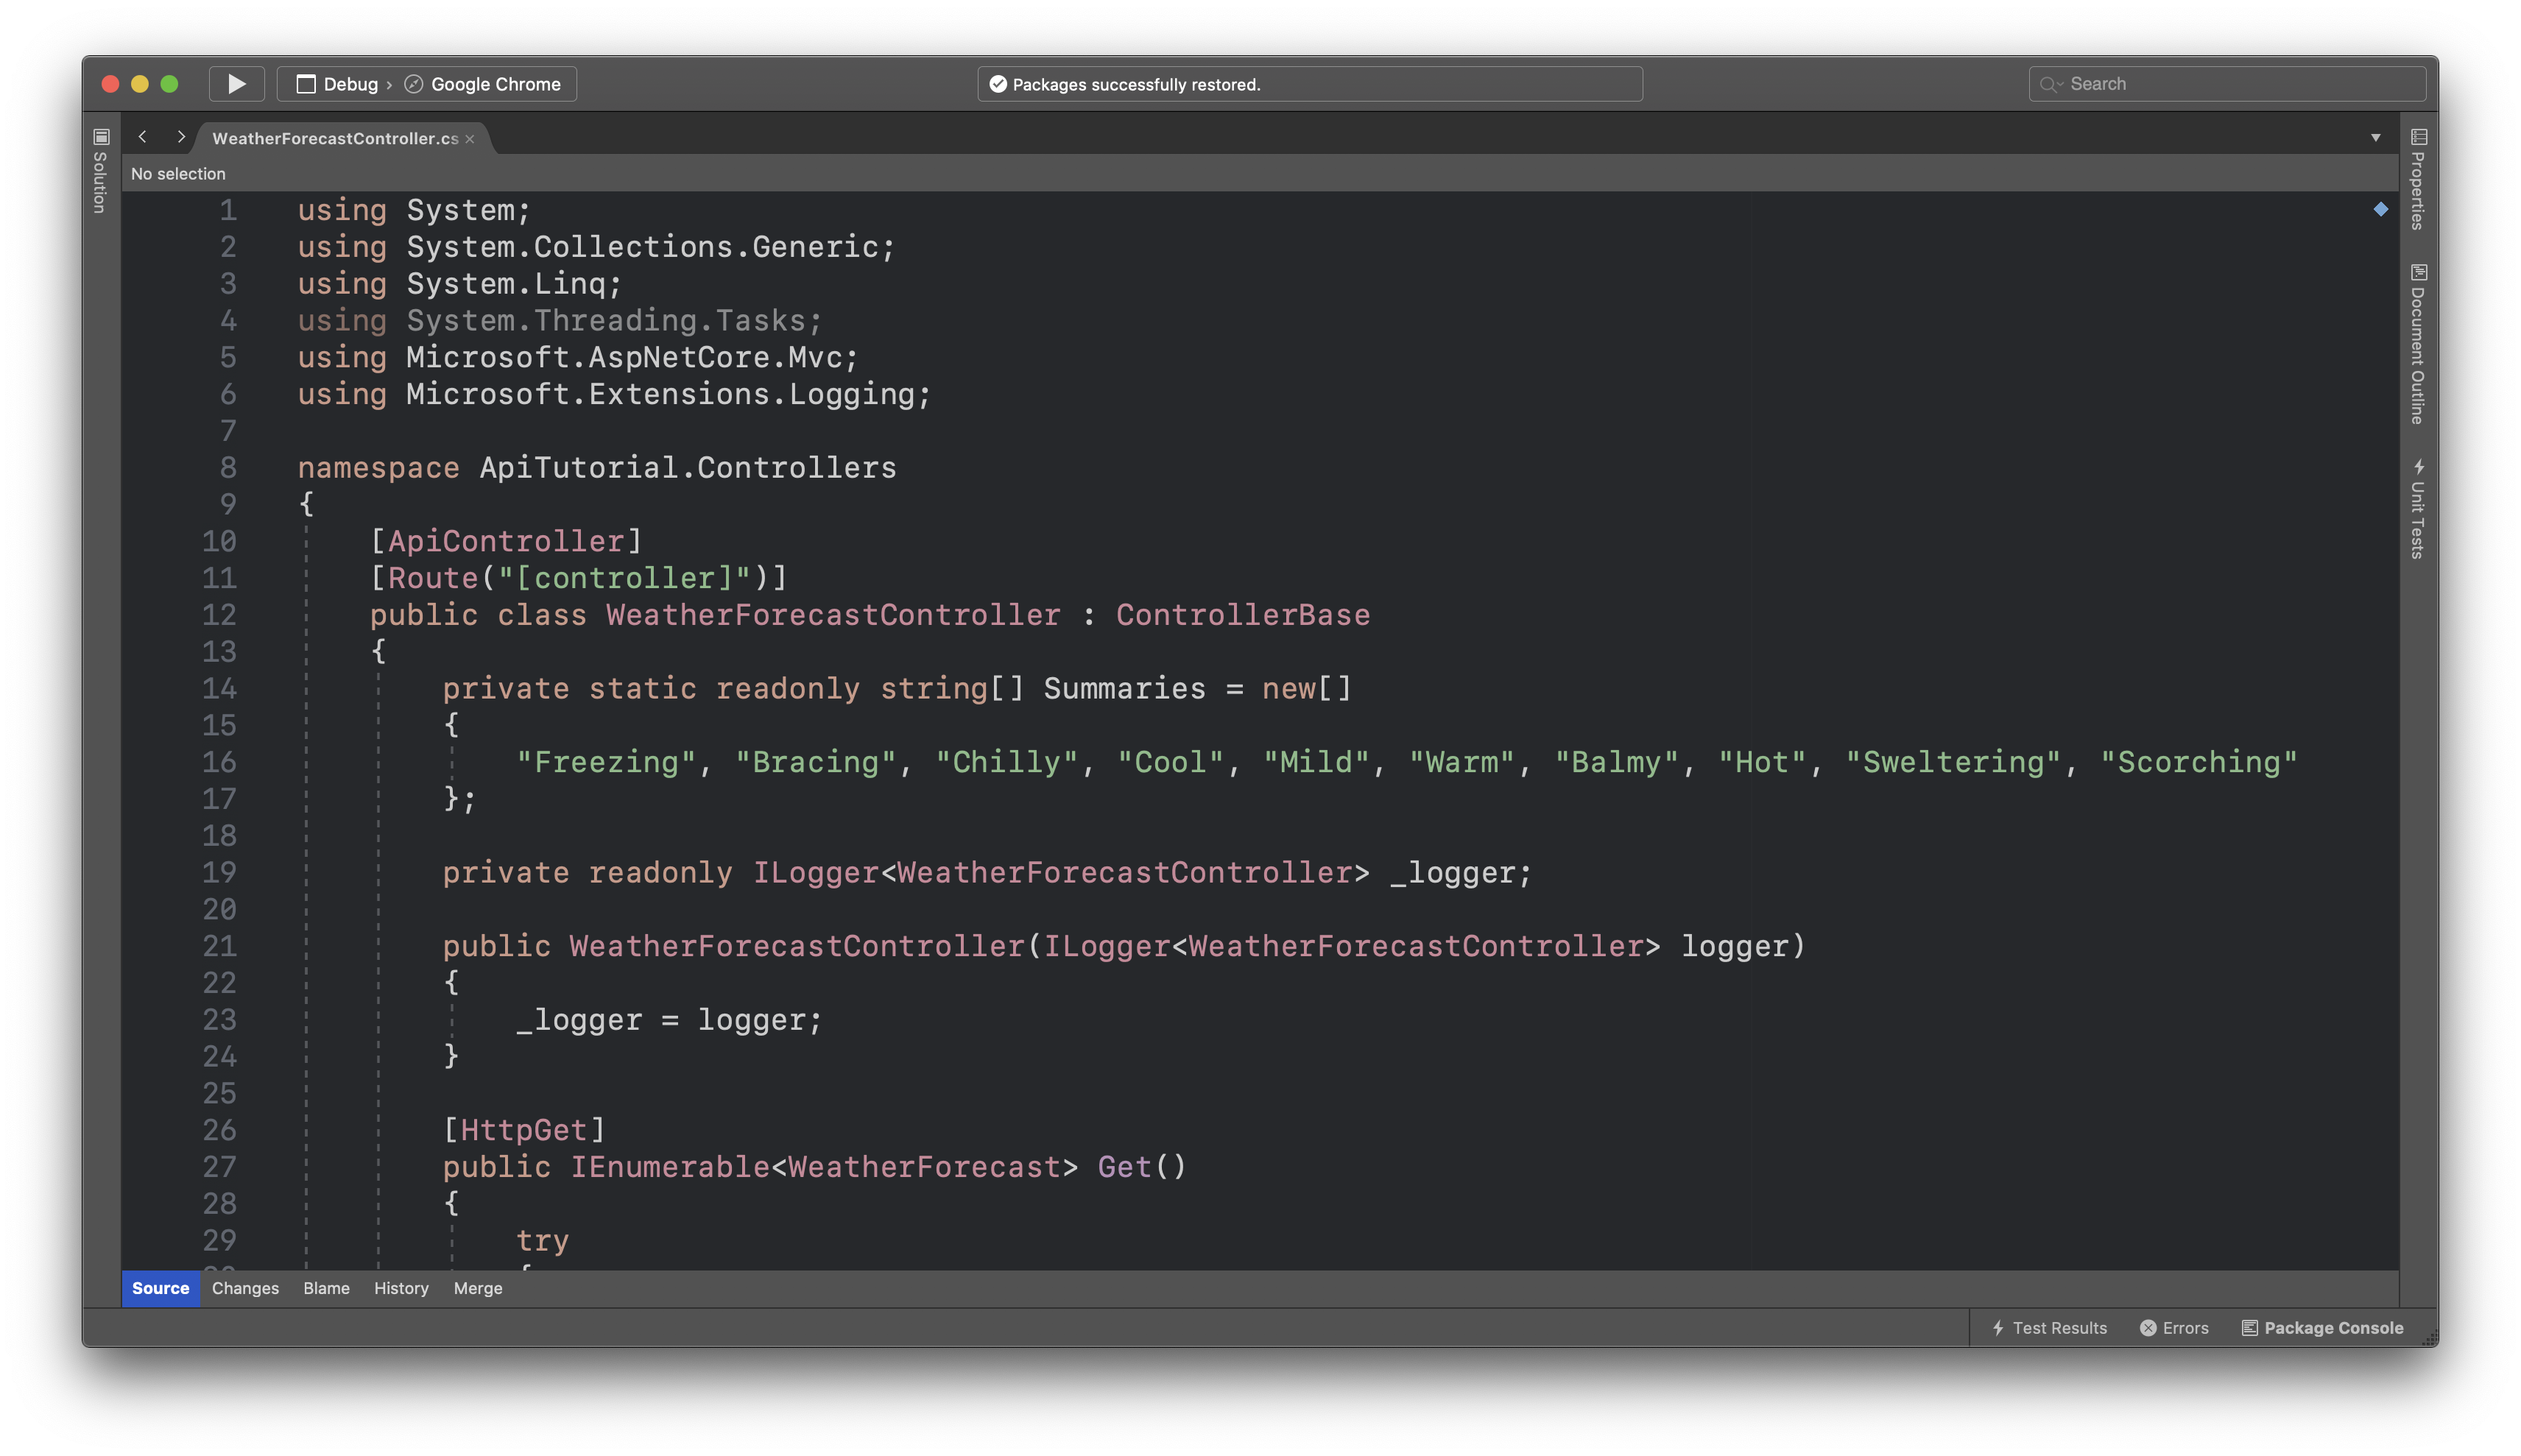 Debug › Google Chrome
Packages successfully restored.
Search
Solution
WeatherForecastController.cs
No selection
1 using System;
2 using System.Collections.Generic;
3 using System.Linq;
4 using System.Threading.Tasks;
5 using Microsoft.AspNetCore.Mvc;
6 using Microsoft.Extensions.Logging;
7
8 namespace ApiTutorial.Controllers
9 {
10     [ApiController]
11     [Route("[controller]")]
12     public class WeatherForecastController : ControllerBase
13     {
14         private static readonly string[] Summaries = new[]
15         {
16             "Freezing", "Bracing", "Chilly", "Cool", "Mild", "Warm", "Balmy", "Hot", "Sweltering", "Scorching"
17         };
18
19         private readonly ILogger<WeatherForecastController> _logger;
20
21         public WeatherForecastController(ILogger<WeatherForecastController> logger)
22         {
23             _logger = logger;
24         }
25
26         [HttpGet]
27         public IEnumerable<WeatherForecast> Get()
28         {
29             try
Properties
Document Outline
Unit Tests
Source Changes Blame History Merge
Test Results Errors Package Console